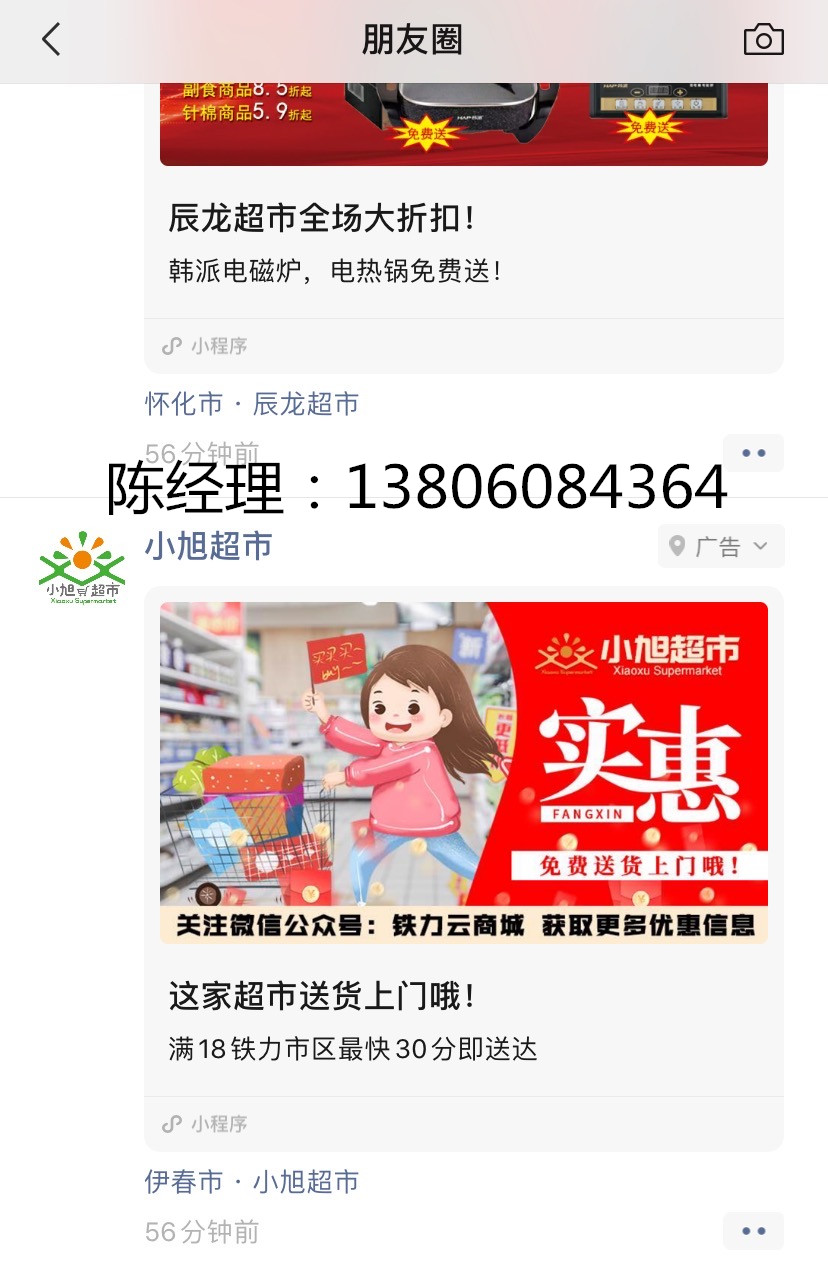 朋友圈
副食商品8.5折起
针棉商品5.9折起
免费送
免费送
辰龙超市全场大折扣！
韩派电磁炉，电热锅免费送！
小程序
怀化市·辰龙超市
56分钟前
陈经理：13806084364
小旭超市
广告
小旭超市
Xiaoxu Supermarket
买买买~
buy~~
小旭超市
Xiaoxu Supermarket
实惠
FANGXIN
免费送货上门哦！
关注微信公众号：铁力云商城 获取更多优惠信息
这家超市送货上门哦！
满18铁力市区最快30分即送达
小程序
伊春市·小旭超市
56分钟前